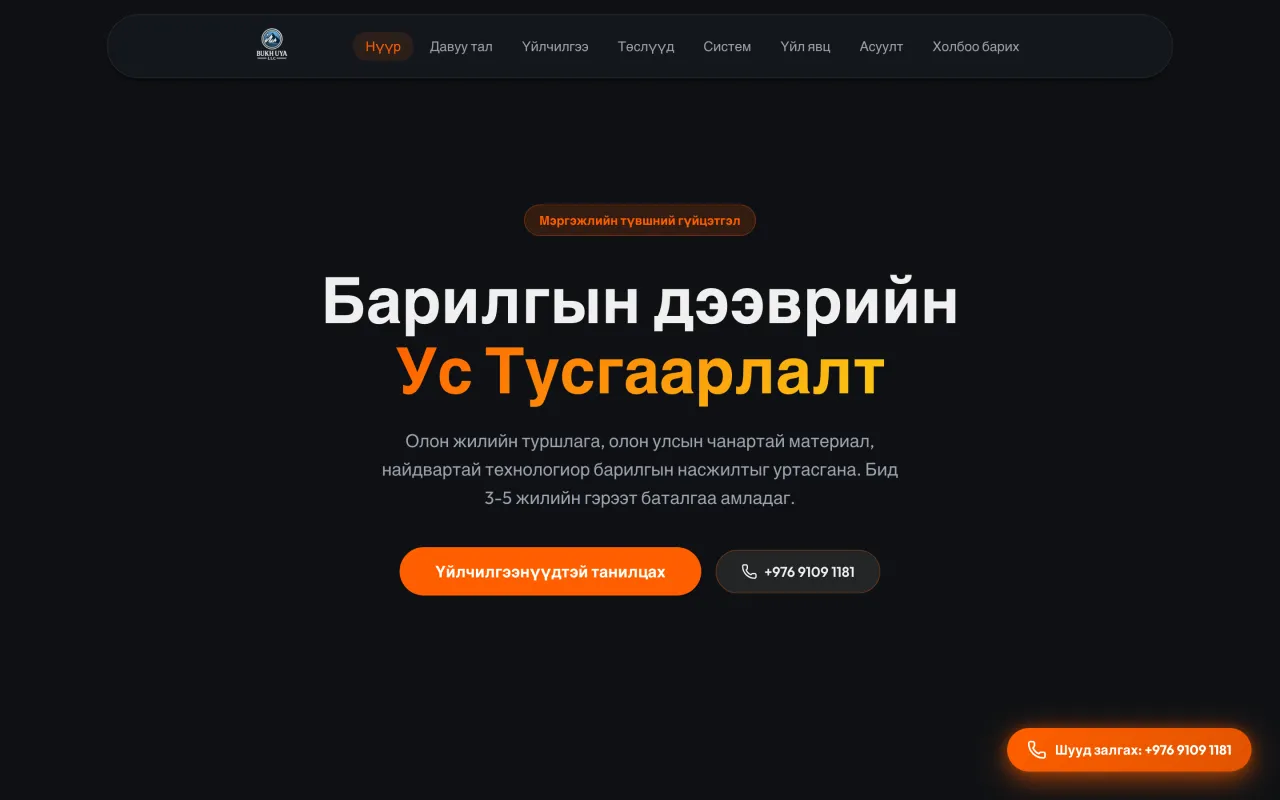 BUKH UYA
LLC
Нүүр
Давуу тал
Үйлчилгээ
Төслүүд
Систем
Үйл явц
Асуулт
Холбоо барих
Мэргэжлийн түвшний гүйцэтгэл
Барилгын дээврийн
Ус Тусгаарлалт
Олон жилийн туршлага, олон улсын чанартай материал,
найдвартай технологиор барилгын насжилтыг уртасгана. Бид
3-5 жилийн гэрээт баталгаа амладаг.
Үйлчилгээнүүдтэй танилцах
+976 9109 1181
Шууд залгах: +976 9109 1181